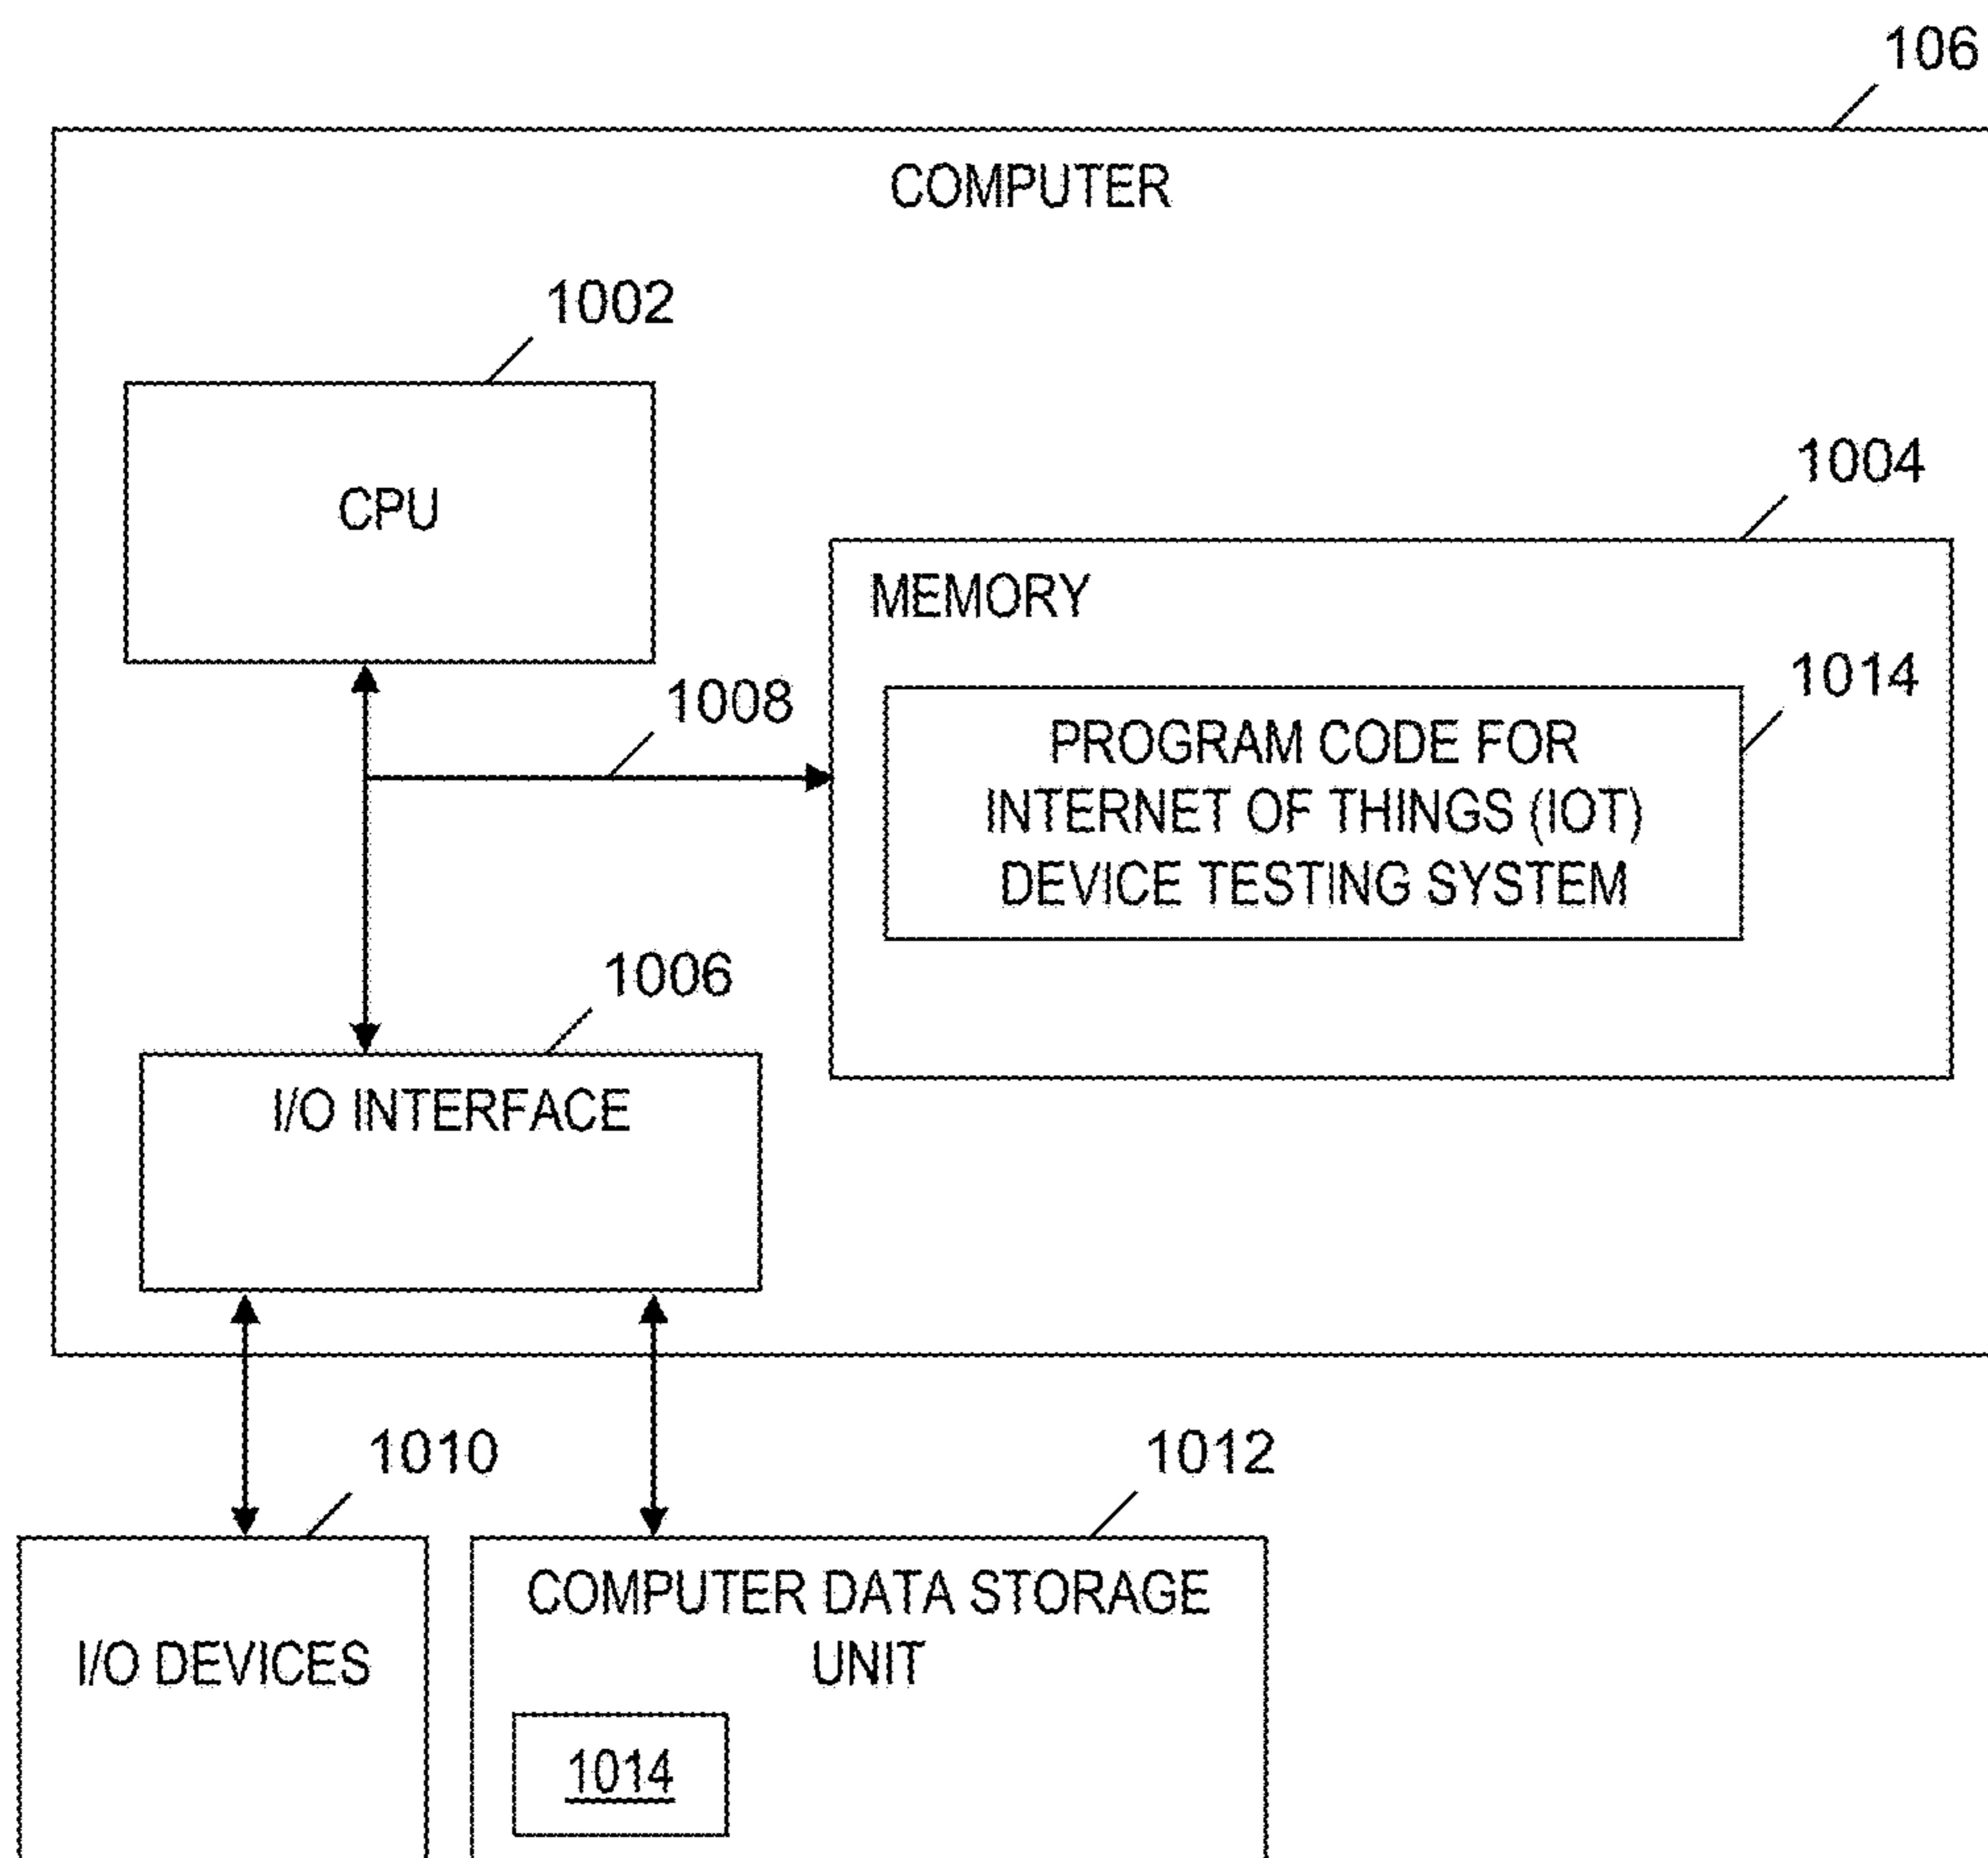 106
COMPUTER
1002
CPU
1004
MEMORY
1014
1008
PROGRAM CODE FOR
INTERNET OF THINGS (IOT)
DEVICE TESTING SYSTEM
1006
I/O INTERFACE
1010
1012
COMPUTER DATA STORAGE
UNIT
I/O DEVICES
1014